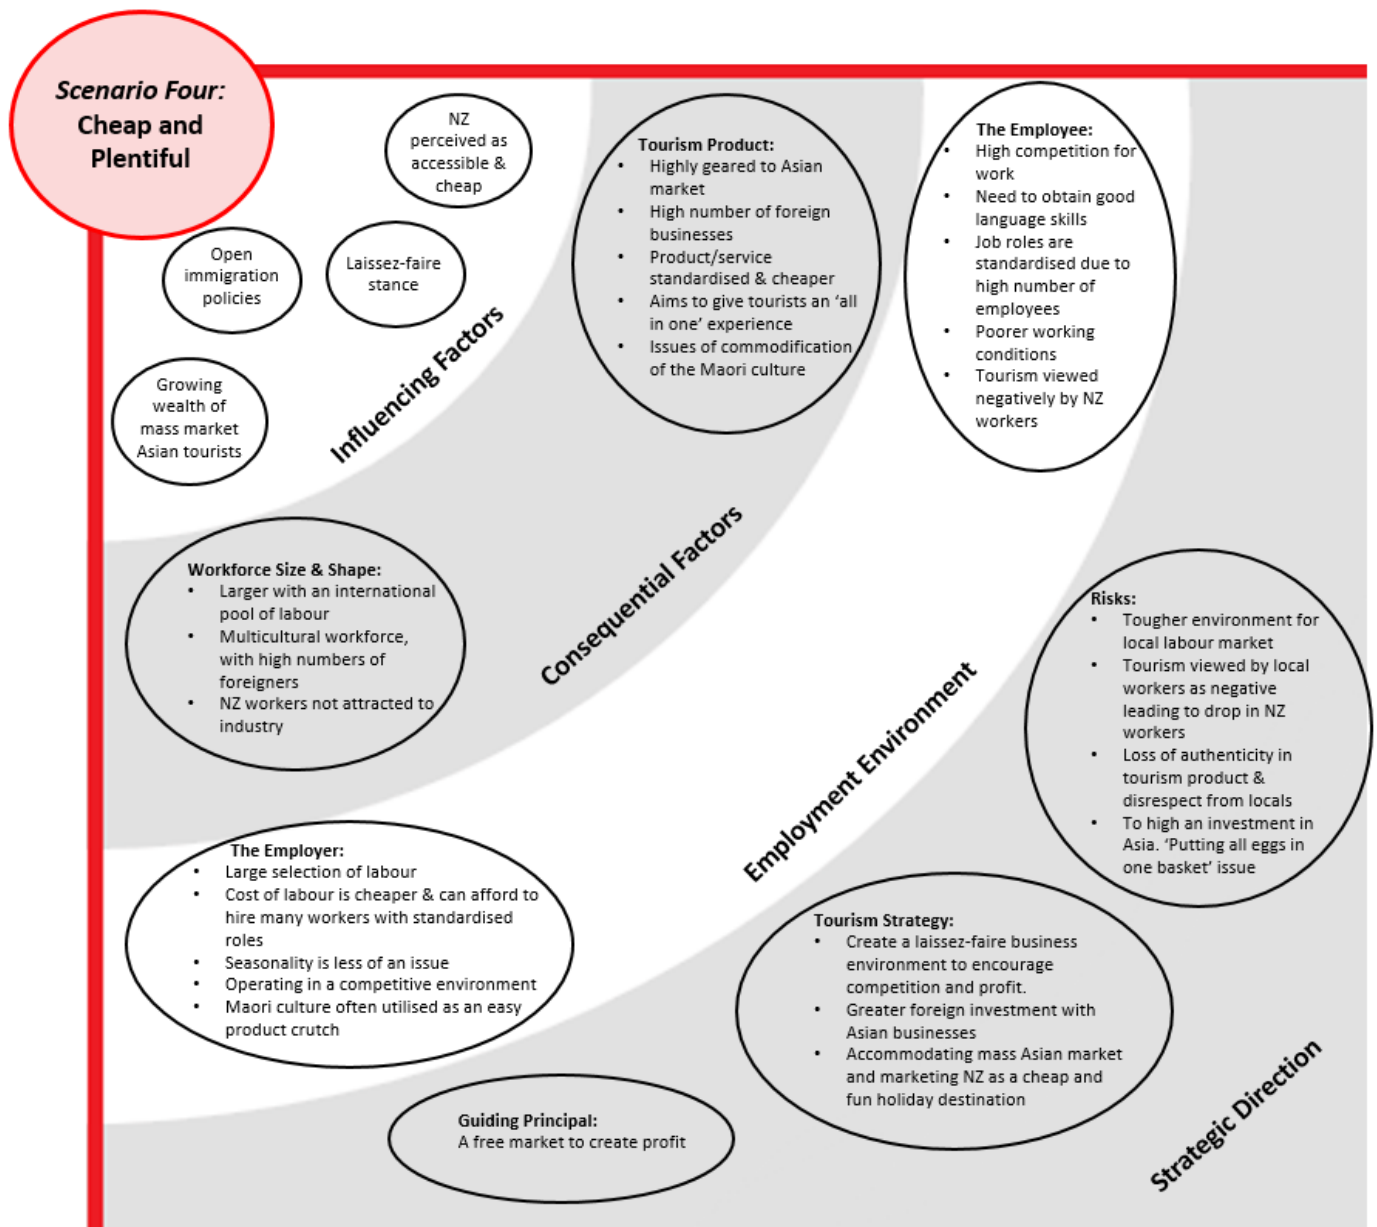 Scenario Four:
Cheap and
Plentiful
NZ
perceived as
accessible &
cheap
Open
immigration
policies
Laissez-faire
stance
Growing
wealth of
mass market
Asian tourists
Influencing Factors
Tourism Product:
• Highly geared to Asian
market
• High number of foreign
businesses
• Product/service
standardised & cheaper
• Aims to give tourists an ‘all
in one’ experience
• Issues of commodification
of the Maori culture
Workforce Size & Shape:
• Larger with an international
pool of labour
• Multicultural workforce,
with high numbers of
foreigners
• NZ workers not attracted to
industry
Consequential Factors
The Employee:
• High competition for
work
• Need to obtain good
language skills
• Job roles are
standardised due to
high number of
employees
• Poorer working
conditions
• Tourism viewed
negatively by NZ
workers
The Employer:
• Large selection of labour
• Cost of labour is cheaper & can afford to
hire many workers with standardised
roles
• Seasonality is less of an issue
• Operating in a competitive environment
• Maori culture often utilised as an easy
product crutch
Employment Environment
Risks:
• Tougher environment for
local labour market
• Tourism viewed by local
workers as negative
leading to drop in NZ
workers
• Loss of authenticity in
tourism product &
disrespect from locals
• To high an investment in
Asia. ‘Putting all eggs in
one basket’ issue
Tourism Strategy:
• Create a laissez-faire business
environment to encourage
competition and profit.
• Greater foreign investment with
Asian businesses
• Accommodating mass Asian market
and marketing NZ as a cheap and
fun holiday destination
Guiding Principal:
A free market to create profit
Strategic Direction